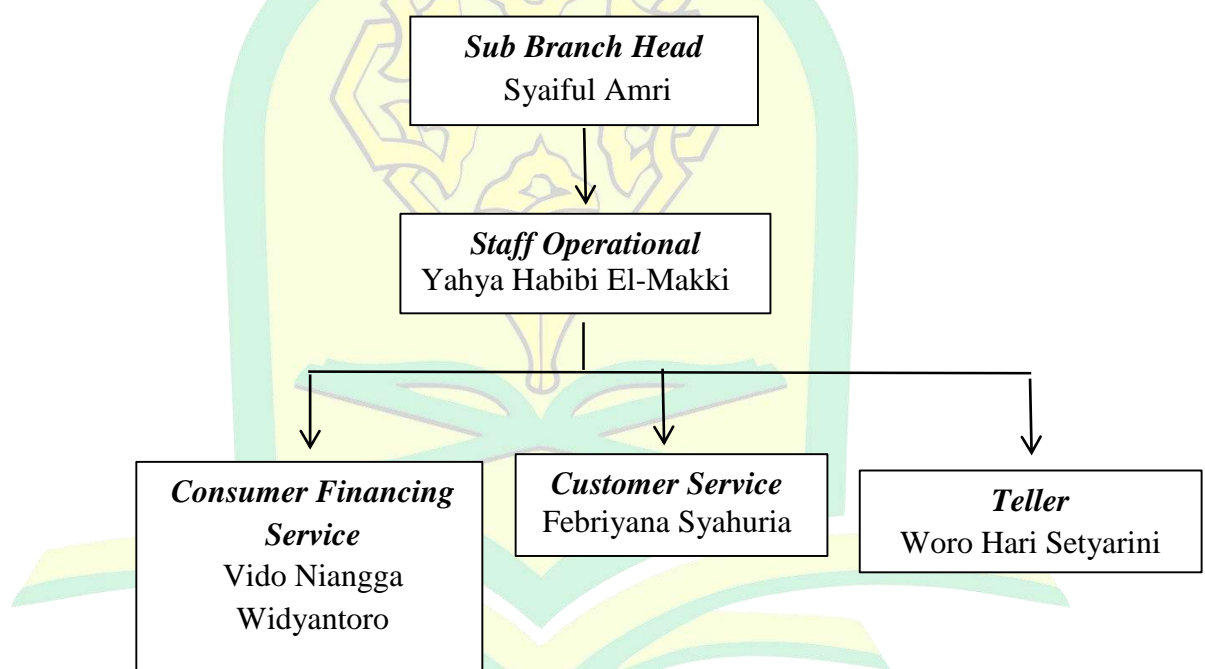 Sub Branch Head
Syaiful Amri
Staff Operational
Yahya Habibi El-Makki
Consumer Financing
Service
Vido Niangga
Widyantoro
Customer Service
Febriyana Syahuria
Teller
Woro Hari Setyarini